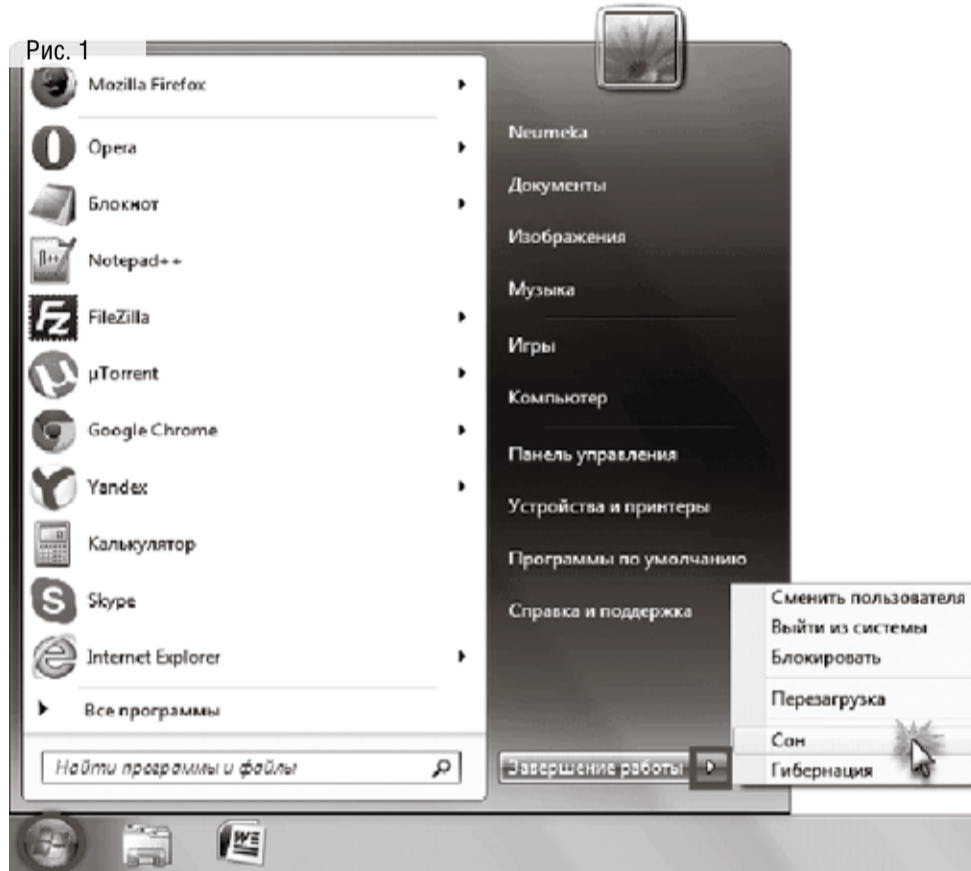 Рис. 1
Mozilla Firefox
Opera
Блокнот
Notepad++
FileZilla
µTorrent
Google Chrome
Yandex
Калькулятор
Skype
Internet Explorer
Все программы
Найти программы и файлы
Neumeka
Документы
Изображения
Музыка
Игры
Компьютер
Панель управления
Устройства и принтеры
Программы по умолчанию
Справка и поддержка
Завершение работы
Сменить пользователя
Выйти из системы
Блокировать
Перезагрузка
Сон
Гибернация